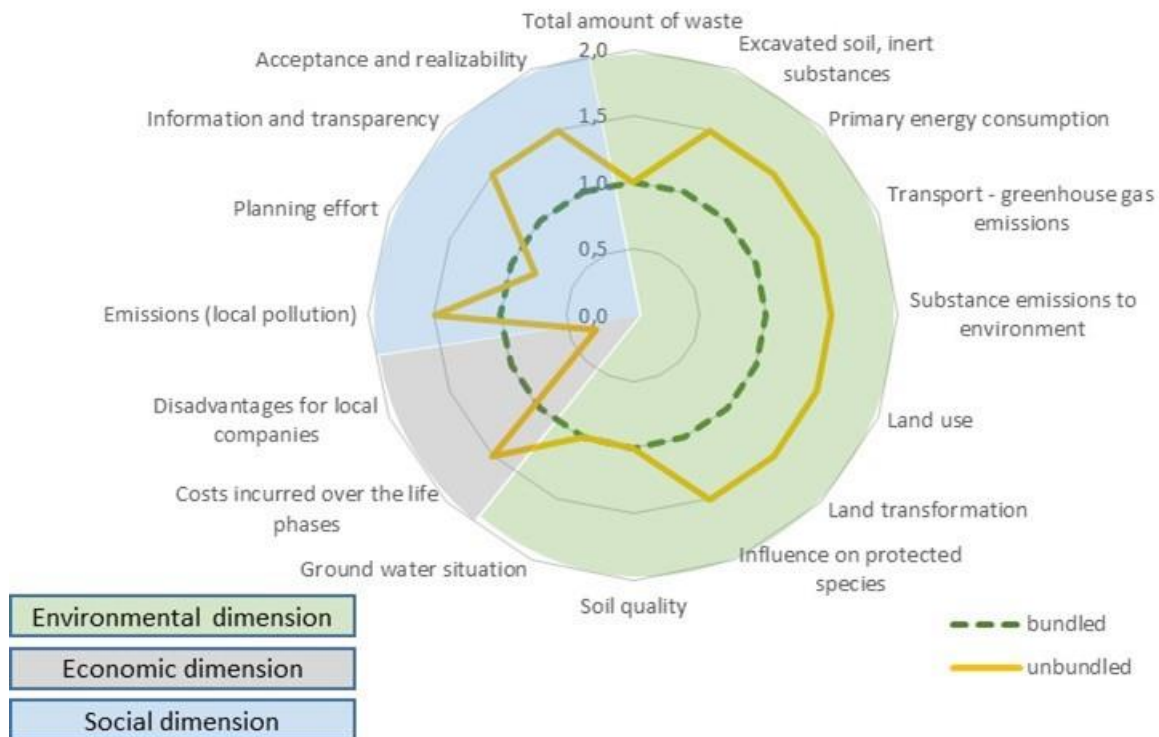 Total amount of waste
2,0
Excavated soil, inert
substances
Acceptance and realizability
1,5
Information and transparency
Primary energy consumption
1,0
Planning effort
Transport - greenhouse gas
emissions
0,5
Emissions (local pollution)
0,0
Substance emissions to
environment
Disadvantages for local
companies
Land use
Costs incurred over the life
phases
Land transformation
Ground water situation
Influence on protected
species
Soil quality
Environmental dimension
Economic dimension
Social dimension
bundled
unbundled